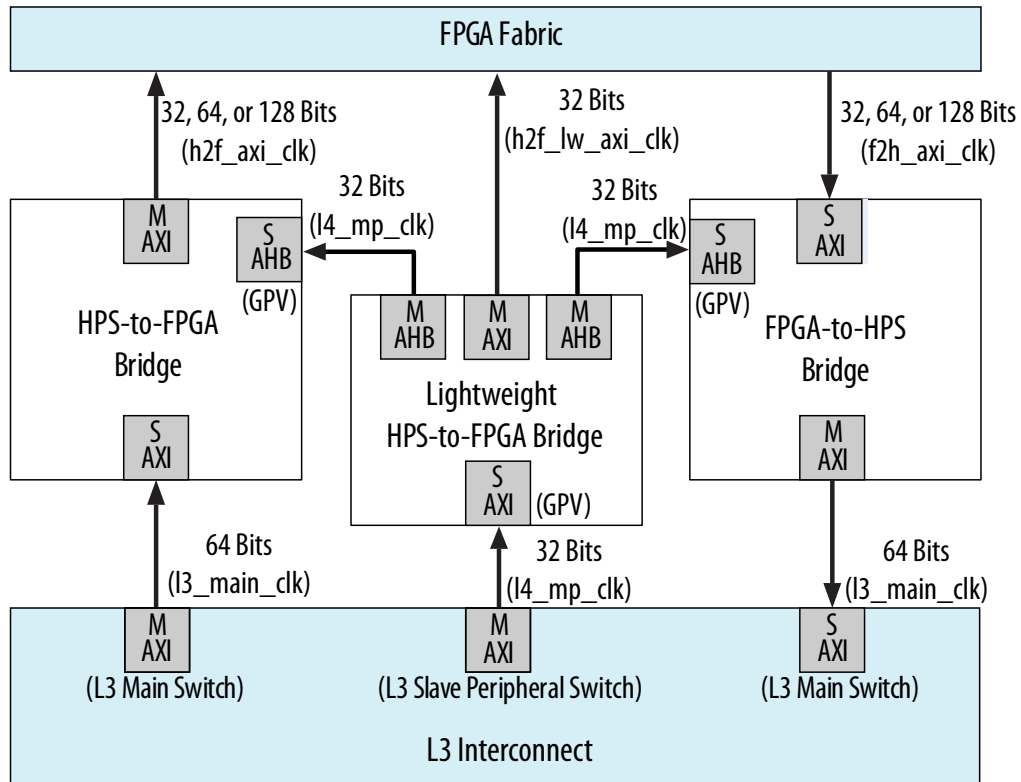 FPGA Fabric
32, 64, or 128 Bits
(h2f_axi_clk)
32 Bits
(h2f_lw_axi_clk)
32, 64, or 128 Bits
(f2h_axi_clk)
32 Bits
(l4_mp_clk)
32 Bits
(l4_mp_clk)
M
AXI
S
AHB
(GPV)
HPS-to-FPGA
Bridge
S
AXI
M
AHB
M
AXI
M
AHB
Lightweight
HPS-to-FPGA Bridge
S
AXI
(GPV)
S
AHB
(GPV)
S
AXI
FPGA-to-HPS
Bridge
M
AXI
64 Bits
(l3_main_clk)
32 Bits
(l4_mp_clk)
64 Bits
(l3_main_clk)
M
AXI
(L3 Main Switch)
M
AXI
(L3 Slave Peripheral Switch)
S
AXI
(L3 Main Switch)
L3 Interconnect